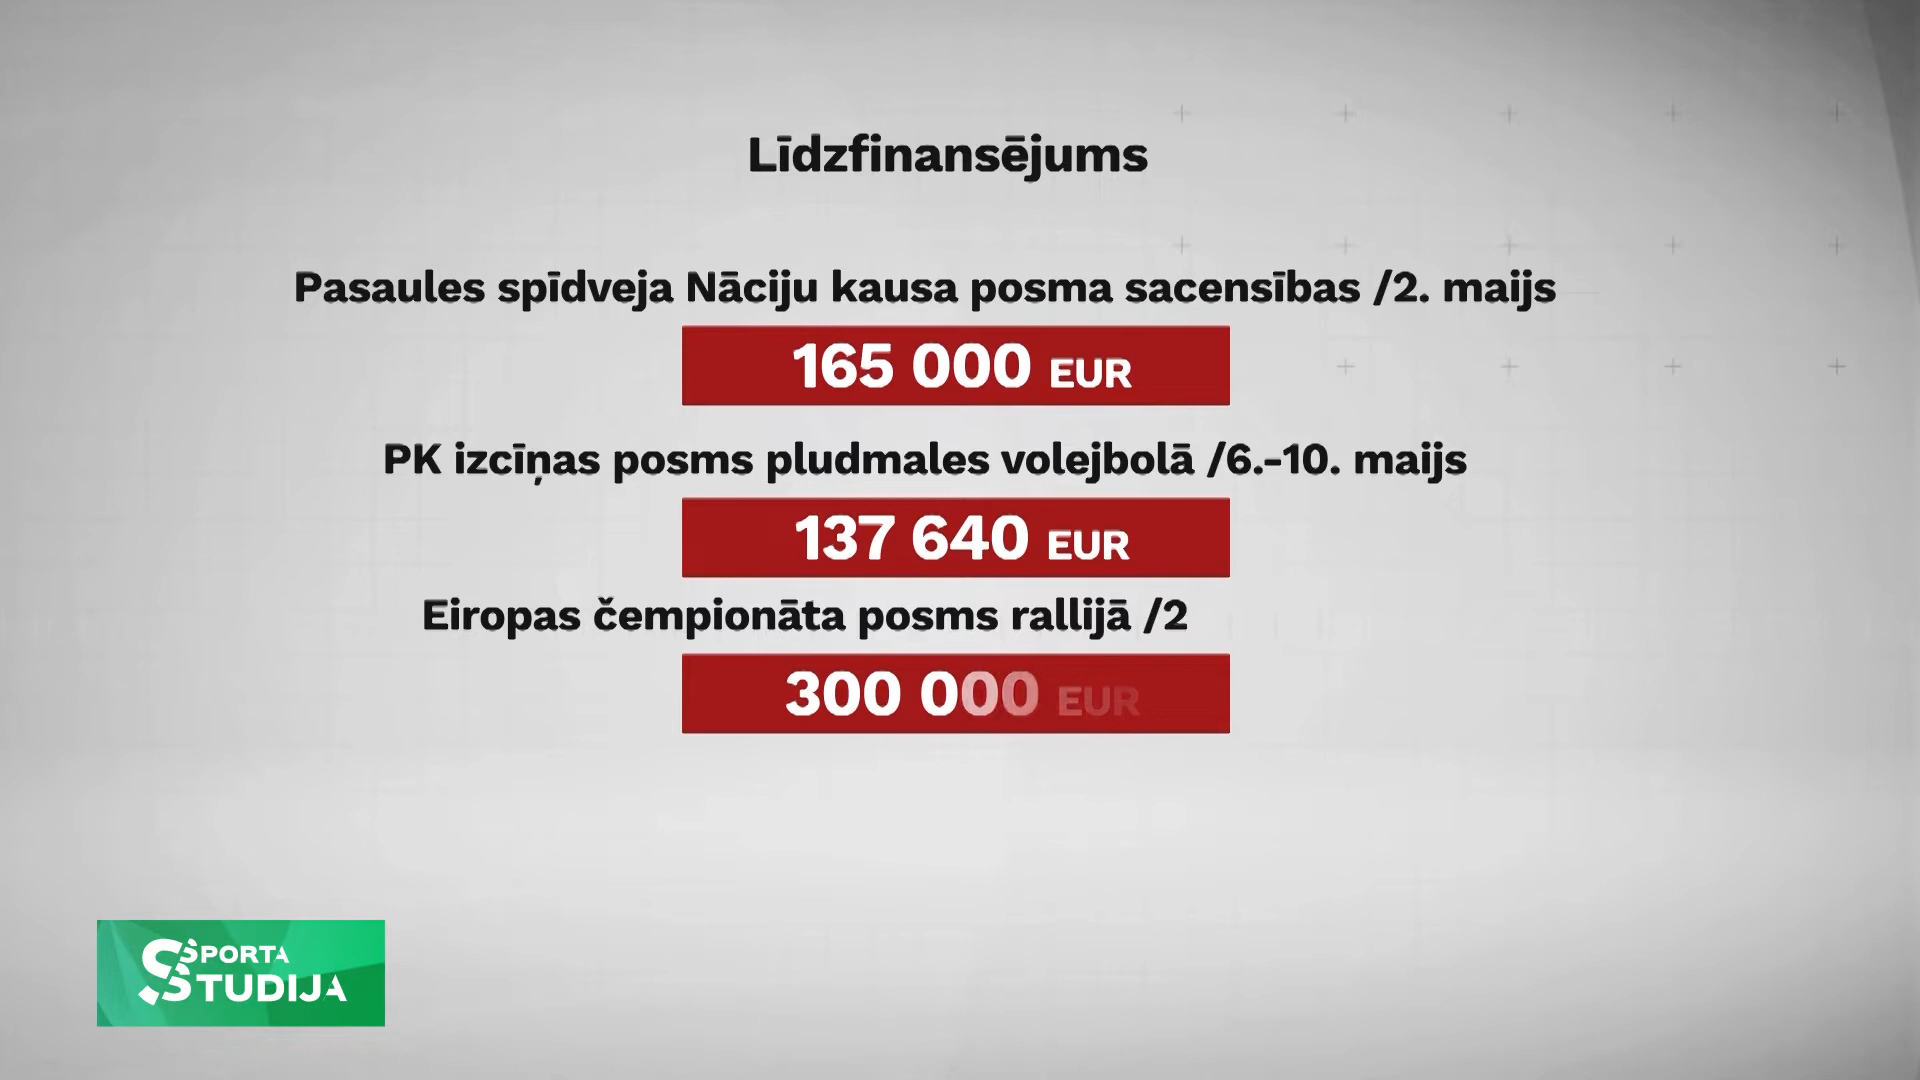 Līdzfinansējums
Pasaules spīdveja Nāciju kausa posma sacensības /2. maijs
165 000 EUR
PK izcīņas posms pludmales volejbolā /6.-10. maijs
137 640 EUR
Eiropas čempionāta posms rallijā /2
300 000 EUR
SPORTA
STUDIJA